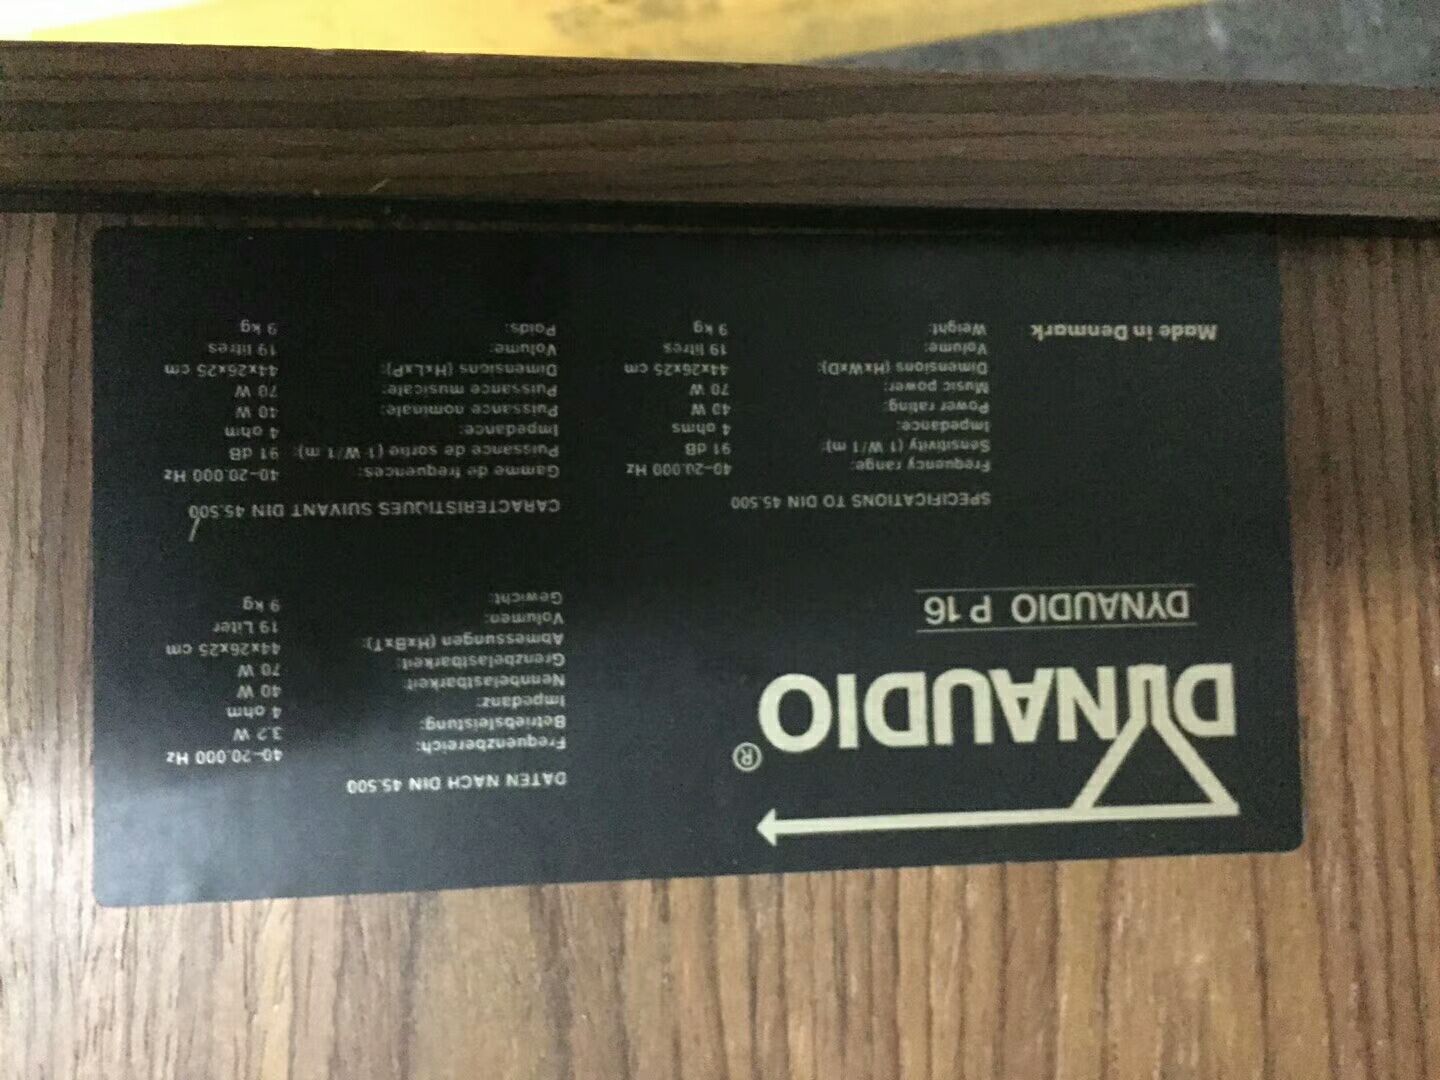 DYNAUDIO®
DYNAUDIO P 16
DATEN NACH DIN 45.500
Frequenzbereich: 40–20.000 Hz
Betriebsleistung: 3.2 W
Impedanz: 4 ohm
Nennbelastbarkeit: 40 W
Grenzbelastbarkeit: 70 W
Abmessungen (HxBxT): 44x26x25 cm
Volumen: 19 Liter
Gewicht: 9 kg
SPECIFICATIONS TO DIN 45.500
Frequency range: 40–20.000 Hz
Sensitivity (1 W/1 m): 91 dB
Impedance: 4 ohms
Power rating: 40 W
Music power: 70 W
Dimensions (HxWxD): 44x26x25 cm
Volume: 19 litres
Weight: 9 kg
CARACTERISTIQUES SUIVANT DIN 45.500
Gamme de frequences: 40–20.000 Hz
Puissance de sortie (1 W/1 m): 91 dB
Impedance: 4 ohm
Puissance nominale: 40 W
Puissance musicale: 70 W
Dimensions (HxLxP): 44x26x25 cm
Volume: 19 litres
Poids: 9 kg
Made in Denmark